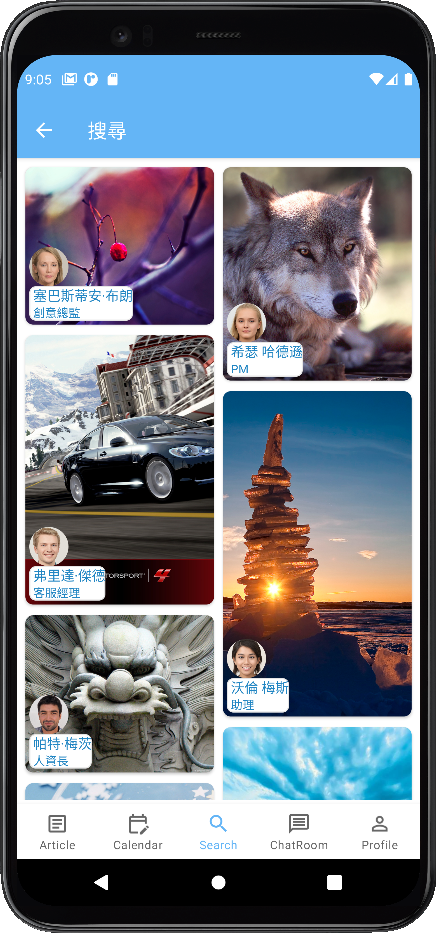 9:05
搜尋
塞巴斯蒂安·布朗
創意總監
希瑟 哈德遜
PM
弗里達·傑德
客服經理
沃倫 梅斯
助理
帕特·梅茨
人資長
Article
Calendar
Search
ChatRoom
Profile